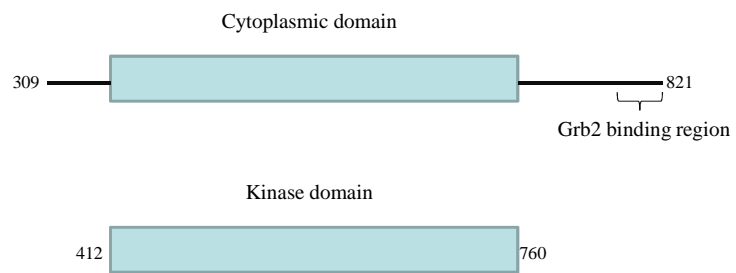 Cytoplasmic domain
309
821
Grb2 binding region
Kinase domain
412
760